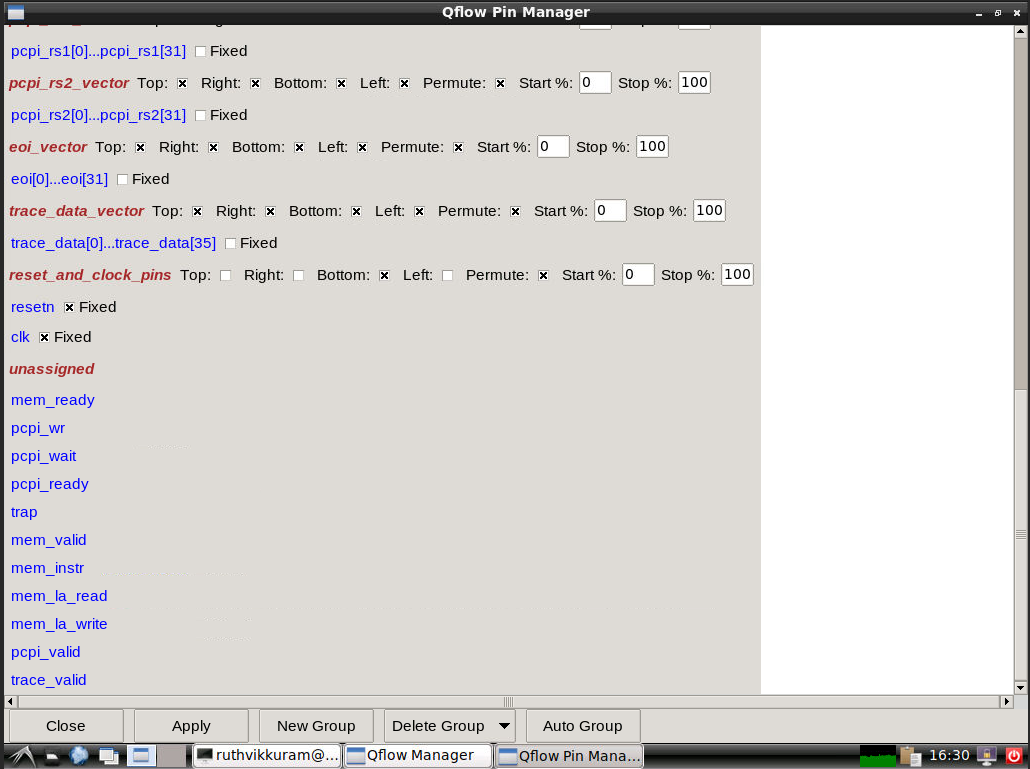 Qflow Pin Manager
pcpi_rs1[0]...pcpi_rs1[31] Fixed
pcpi_rs2_vector Top: Right: Bottom: Left: Permute: Start %: 0 Stop %: 100
pcpi_rs2[0]...pcpi_rs2[31] Fixed
eoi_vector Top: Right: Bottom: Left: Permute: Start %: 0 Stop %: 100
eoi[0]...eoi[31] Fixed
trace_data_vector Top: Right: Bottom: Left: Permute: Start %: 0 Stop %: 100
trace_data[0]...trace_data[35] Fixed
reset_and_clock_pins Top: Right: Bottom: Left: Permute: Start %: 0 Stop %: 100
resetn Fixed
clk Fixed
unassigned
mem_ready
pcpi_wr
pcpi_wait
pcpi_ready
trap
mem_valid
mem_instr
mem_la_read
mem_la_write
pcpi_valid
trace_valid
Close Apply New Group Delete Group Auto Group
ruthvikkuram@... Qflow Manager Qflow Pin Mana... 16:30